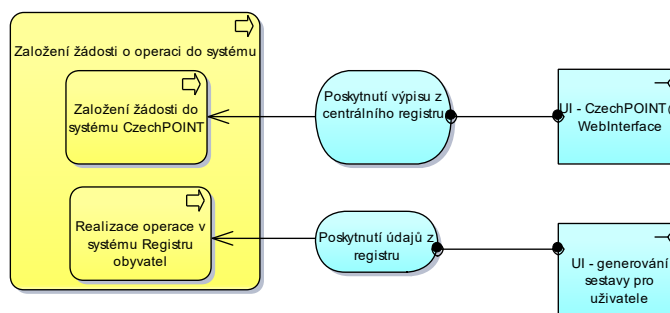 Založení žádosti o operaci do systému
Založení žádosti do
systému CzechPOINT
Poskytnutí výpisu z
centrálního registru
UI - CzechPOINT@
WebInterface
Realizace operace v
systému Registru
obyvatel
Poskytnutí údajů z
registru
UI - generování
sestavy pro
uživatele